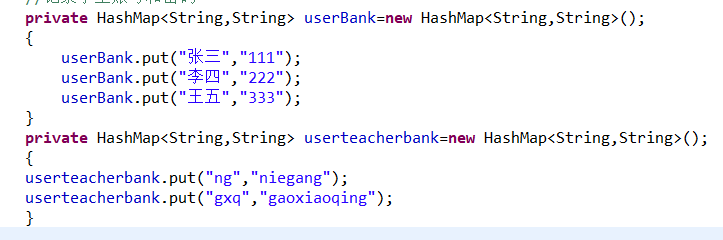 private HashMap<String,String> userBank=new HashMap<String,String>();
{
userBank.put("张三","111");
userBank.put("李四","222");
userBank.put("王五","333");
}
private HashMap<String,String> userteacherbank=new HashMap<String,String>();
{
userteacherbank.put("ng","niegang");
userteacherbank.put("gxq","gaoxiaoqing");
}